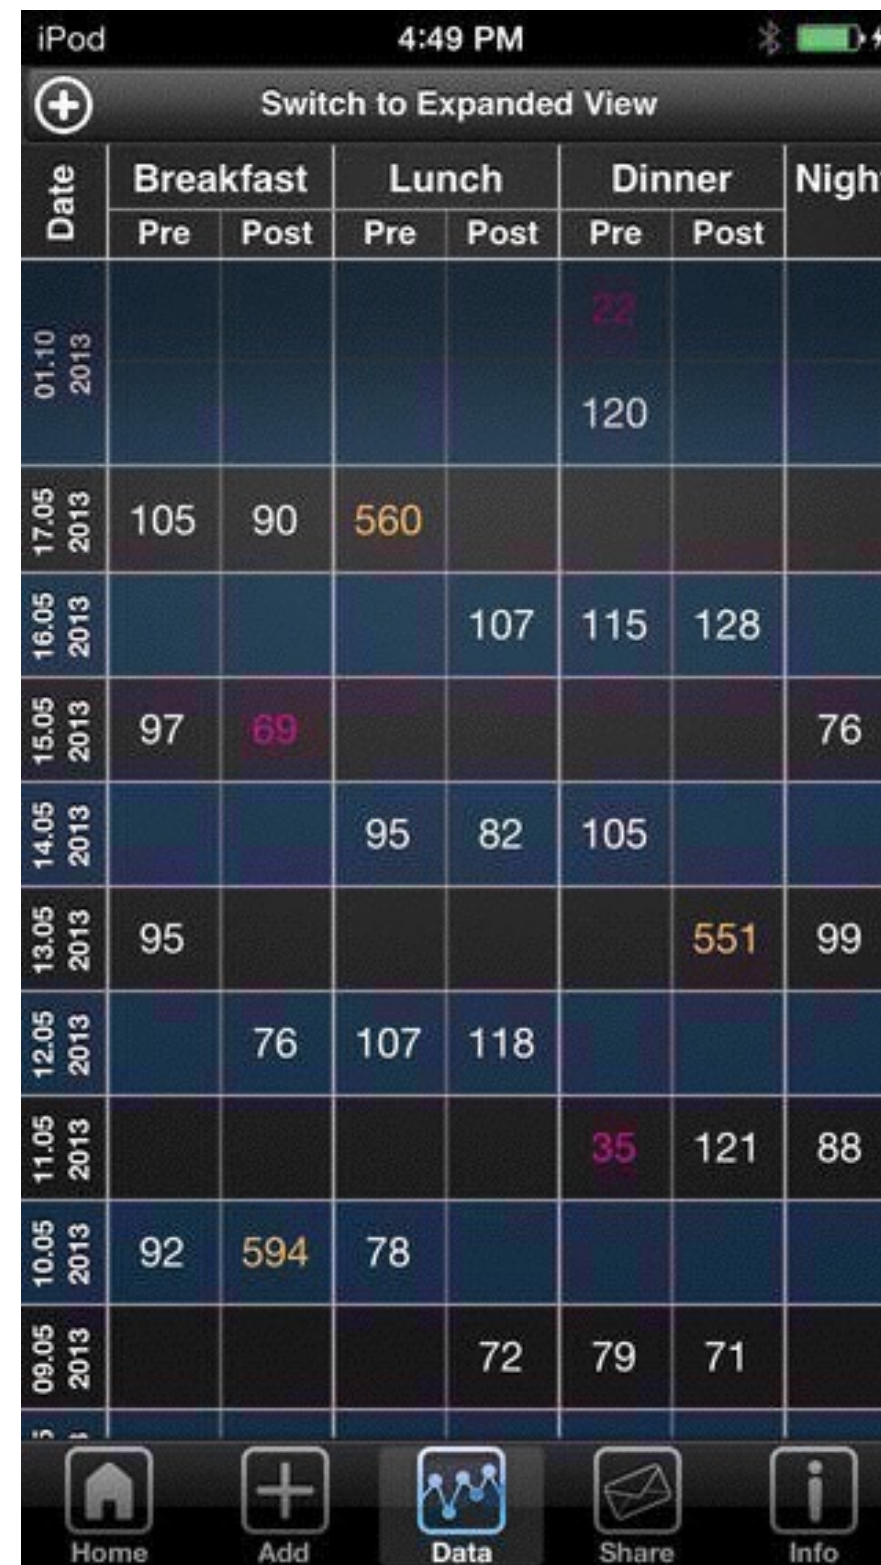 iPod 4:49 PM
Switch to Expanded View
Date Breakfast Lunch Dinner Nigh
Pre Post Pre Post Pre Post
01.10 2013 22
120
17.05 2013 105 90 560
16.05 2013 107 115 128
15.05 2013 97 69 76
14.05 2013 95 82 105
13.05 2013 95 551 99
12.05 2013 76 107 118
11.05 2013 35 121 88
10.05 2013 92 594 78
09.05 2013 72 79 71
Home Add Data Share Info